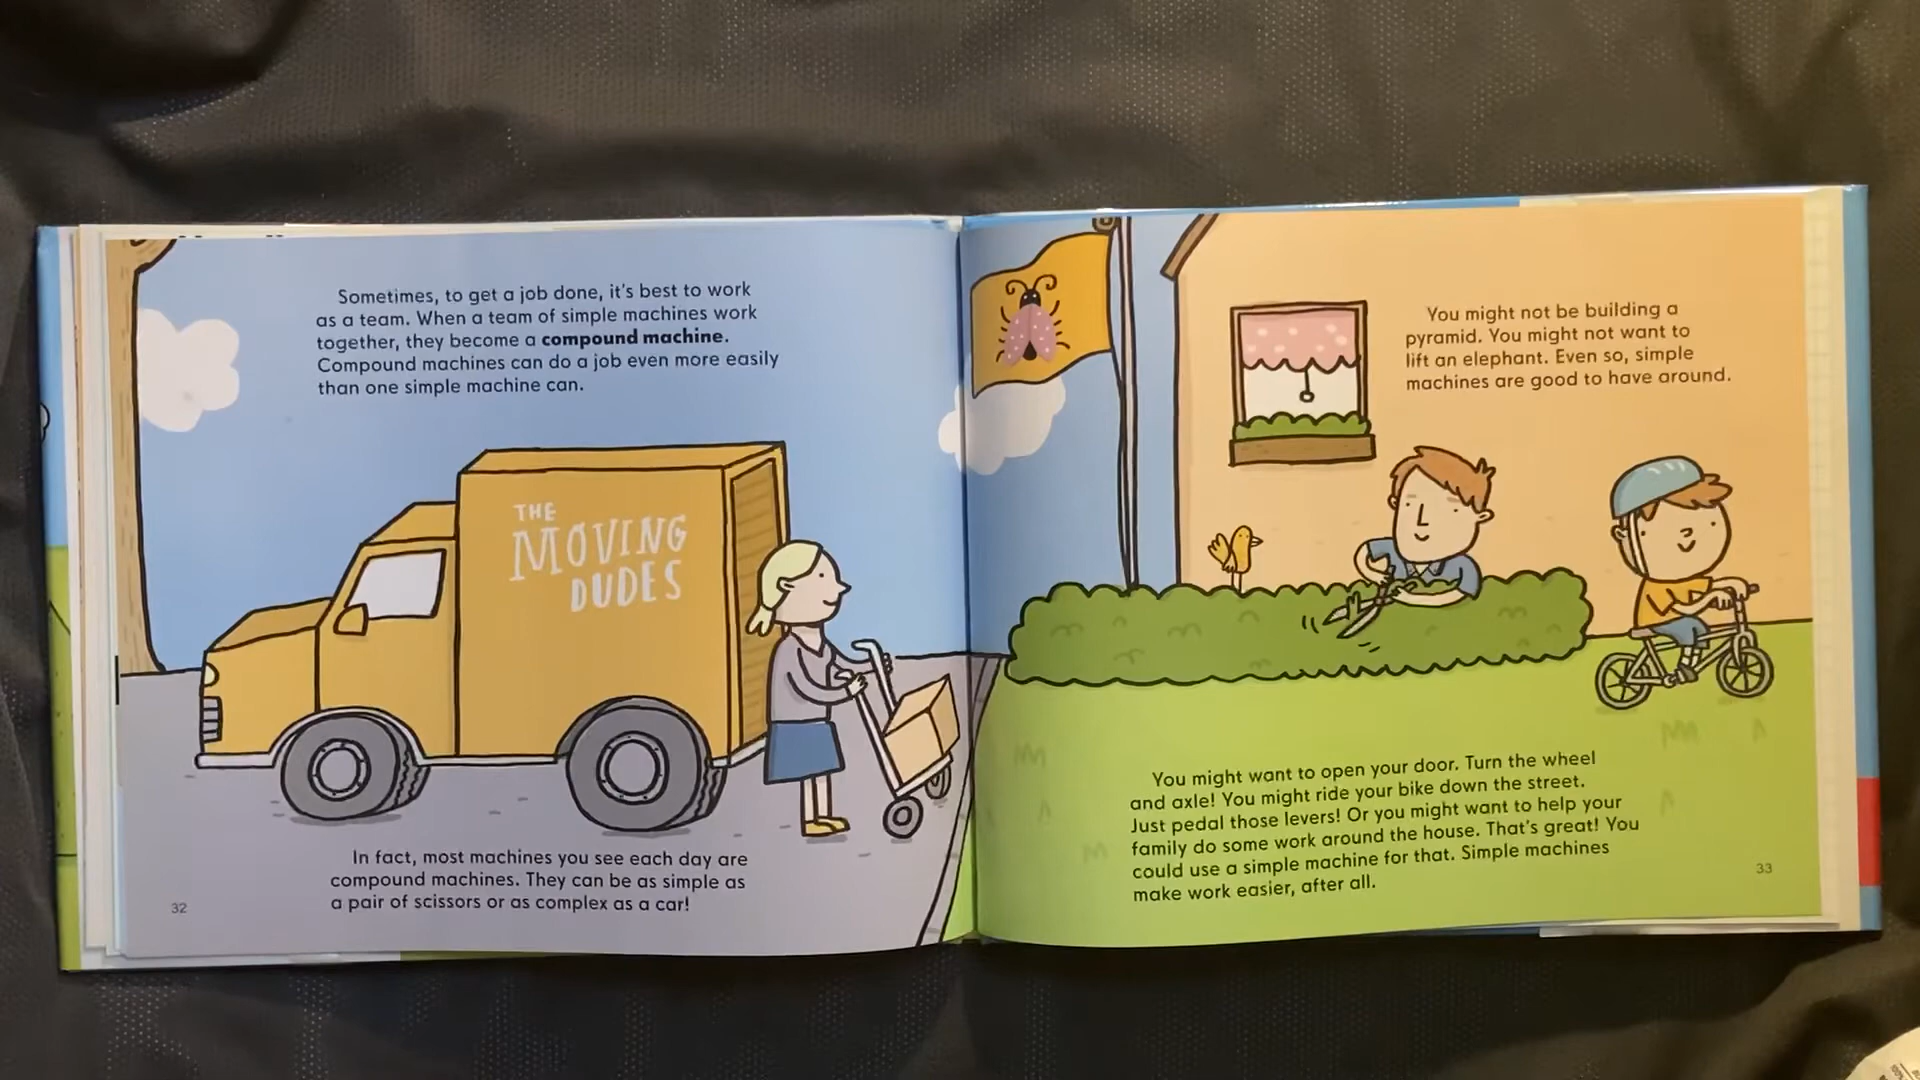 Sometimes, to get a job done, it's best to work
as a team. When a team of simple machines work
together, they become a compound machine.
Compound machines can do a job even more easily
than one simple machine can.
THE
MOVING
DUDES
In fact, most machines you see each day are
compound machines. They can be as simple as
a pair of scissors or as complex as a car!
32
You might not be building a
pyramid. You might not want to
lift an elephant. Even so, simple
machines are good to have around.
You might want to open your door. Turn the wheel
and axle! You might ride your bike down the street.
Just pedal those levers! Or you might want to help your
family do some work around the house. That's great! You
could use a simple machine for that. Simple machines
make work easier, after all.
33